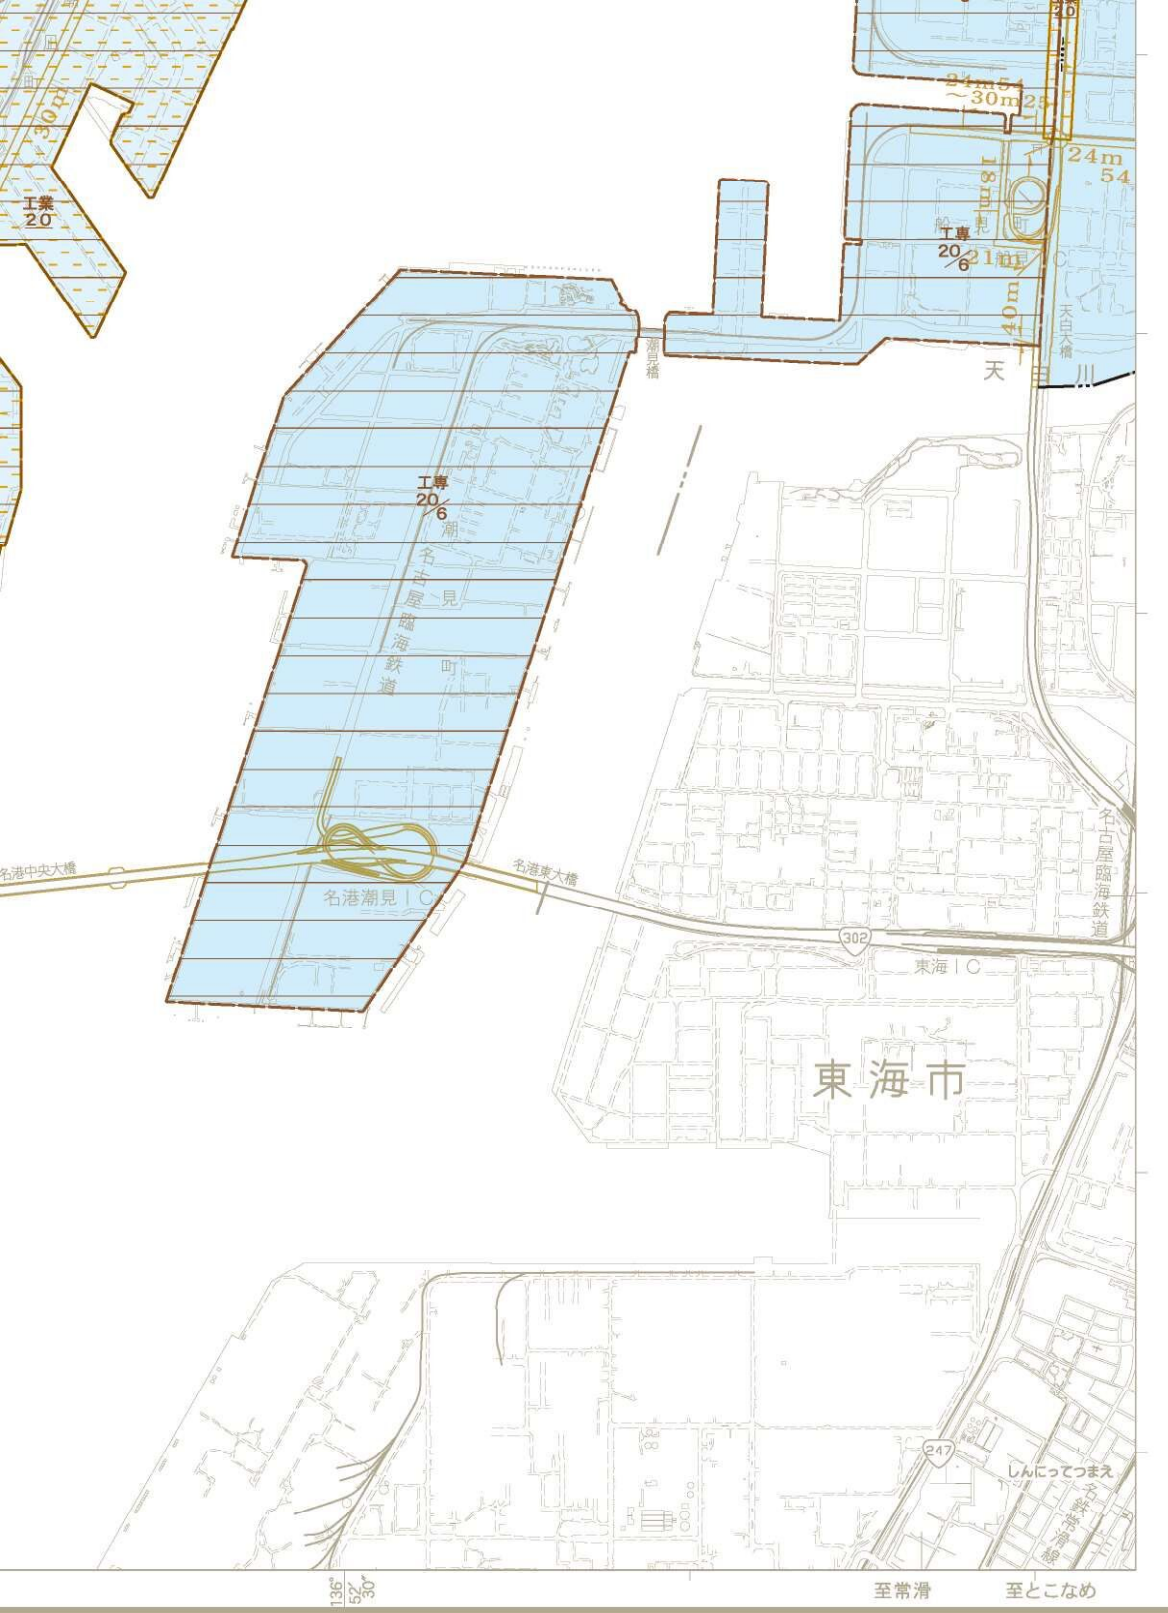 20
24m54
～30m25
30m
24m
54
18m
工業
20
船見町
工専
20/6
21m
40m
天白大橋
潮見橋
天白川
工専
20/6
潮見町
名古屋臨海鉄道
名古屋臨海鉄道
名港中央大橋
名港東大橋
名港潮見IC
302
東海IC
東海市
247
しんにってつまえ
名鉄常滑線
136°
52′
30″
至常滑
至とこなめ